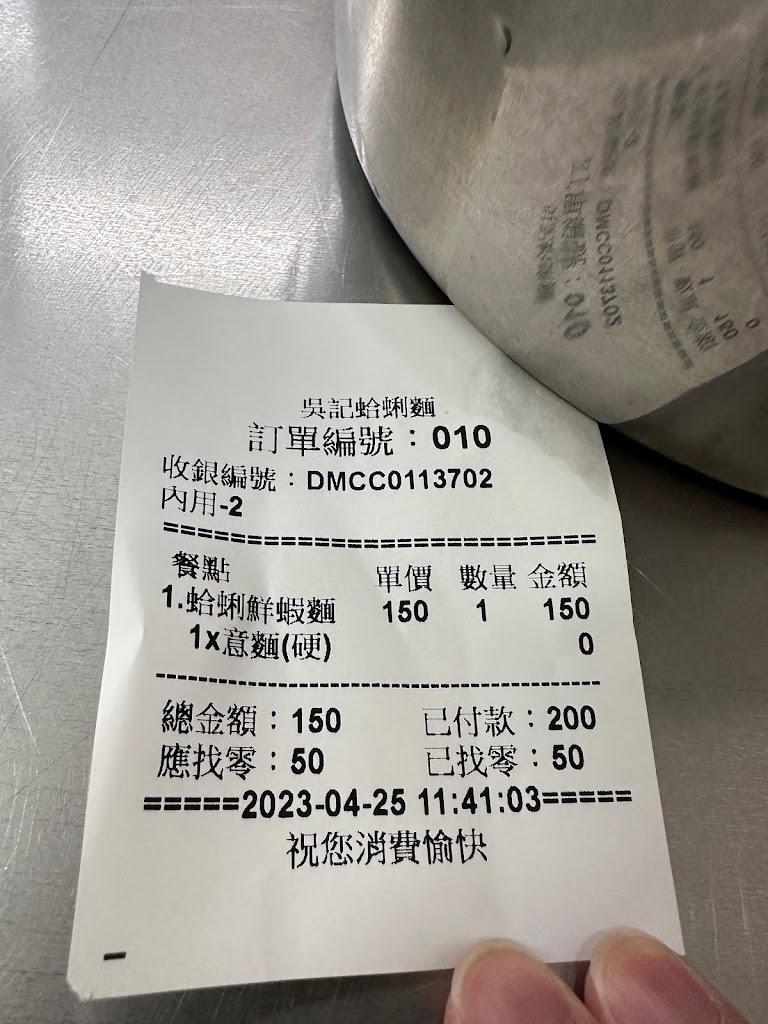 吳記蛤蜊麵
訂單編號：010
收銀編號：DMCC0113702
內用-2
===========================
餐點 單價 數量 金額
1.蛤蜊鮮蝦麵 150 1 150
1x意麵(硬) 0
---------------------------------------------
總金額：150 已付款：200
應找零：50 已找零：50
=====2023-04-25 11:41:03=====
祝您消費愉快